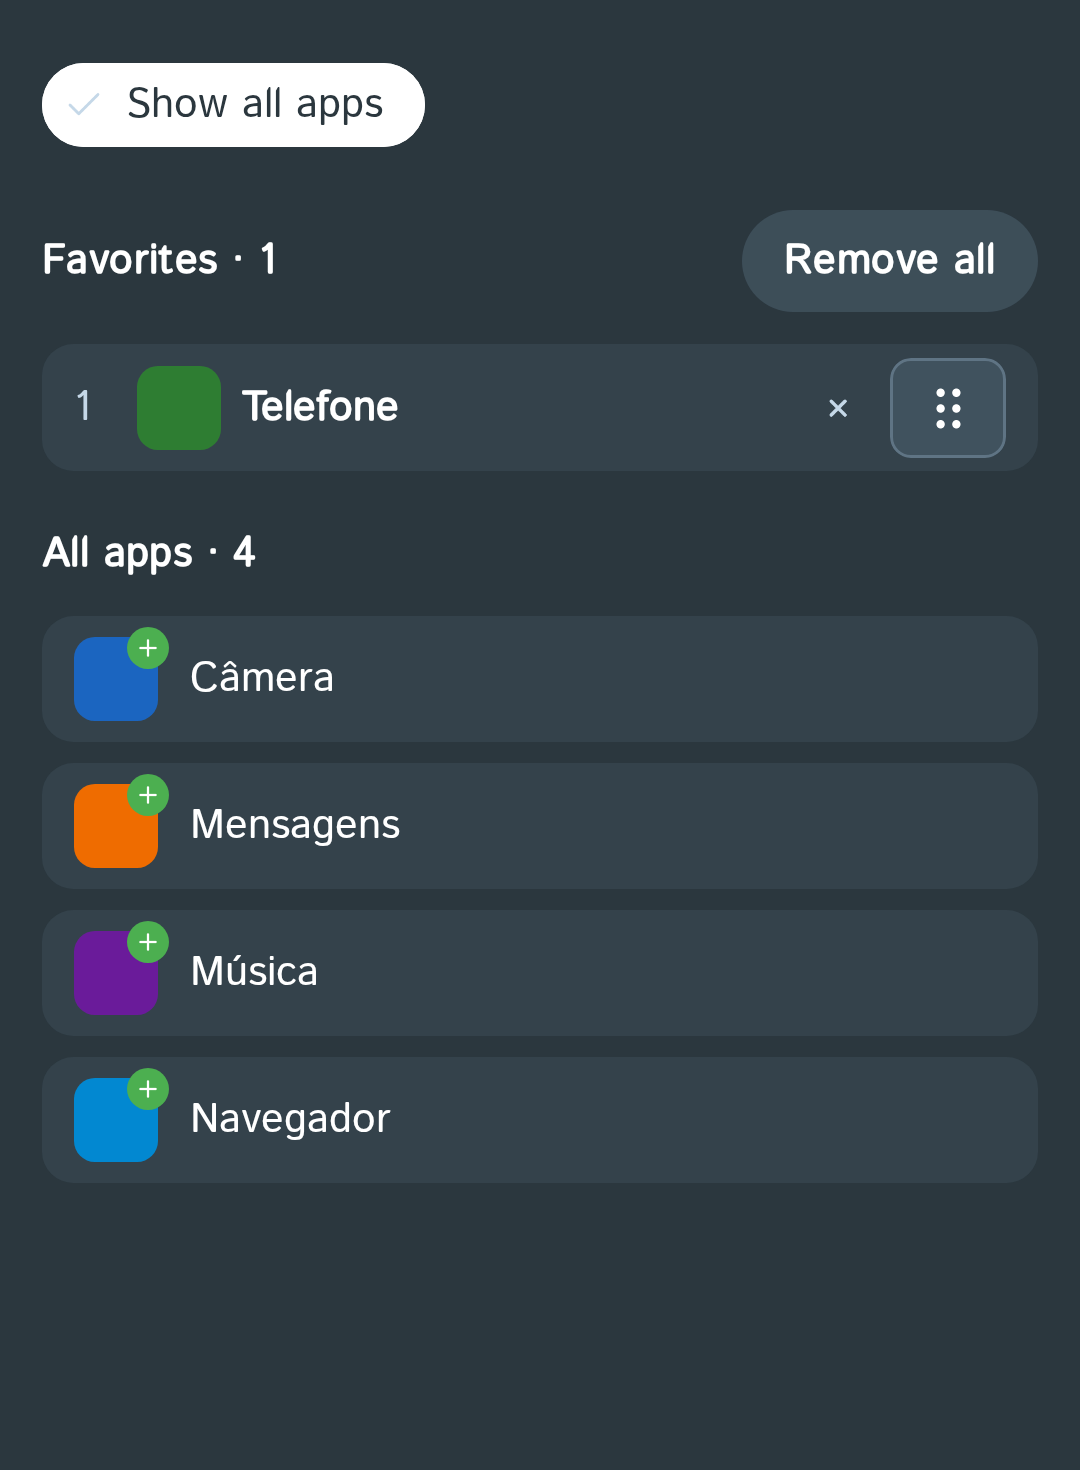 Show all apps
Favorites · 1
Remove all
1 Telefone
All apps · 4
Câmera
Mensagens
Música
Navegador